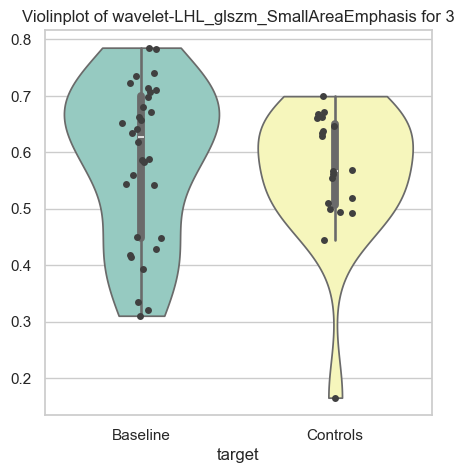 Violinplot of wavelet-LHL_glszm_SmallAreaEmphasis for 3
0.8
0.7
0.6
0.5
0.4
0.3
0.2
Baseline
Controls
target